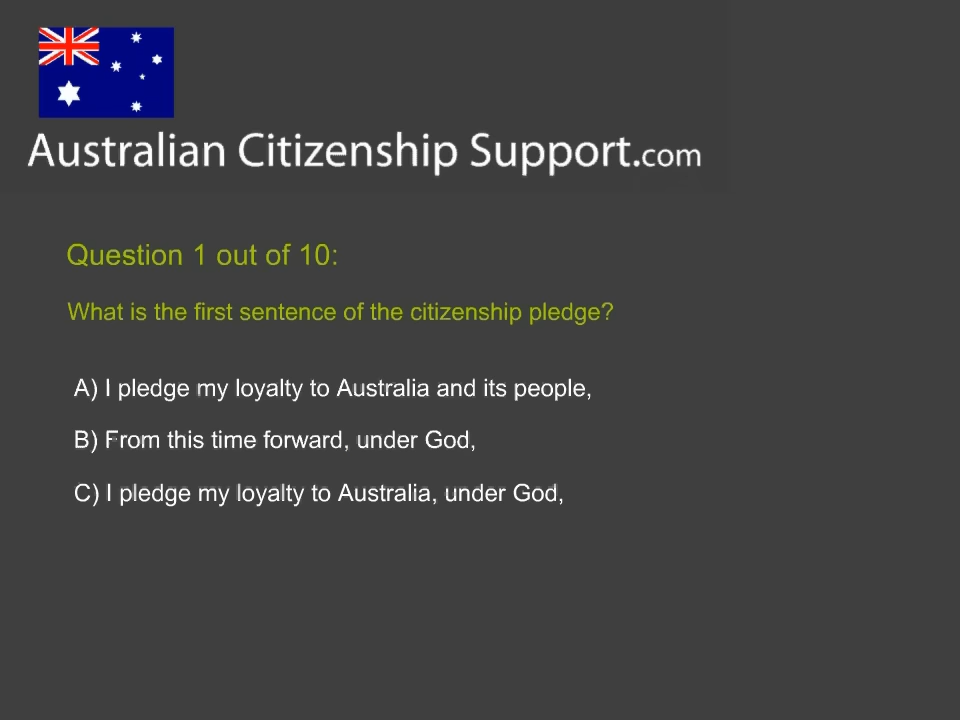 Australian Citizenship Support.com
Question 1 out of 10:
What is the first sentence of the citizenship pledge?
A) I pledge my loyalty to Australia and its people,
B) From this time forward, under God,
C) I pledge my loyalty to Australia, under God,